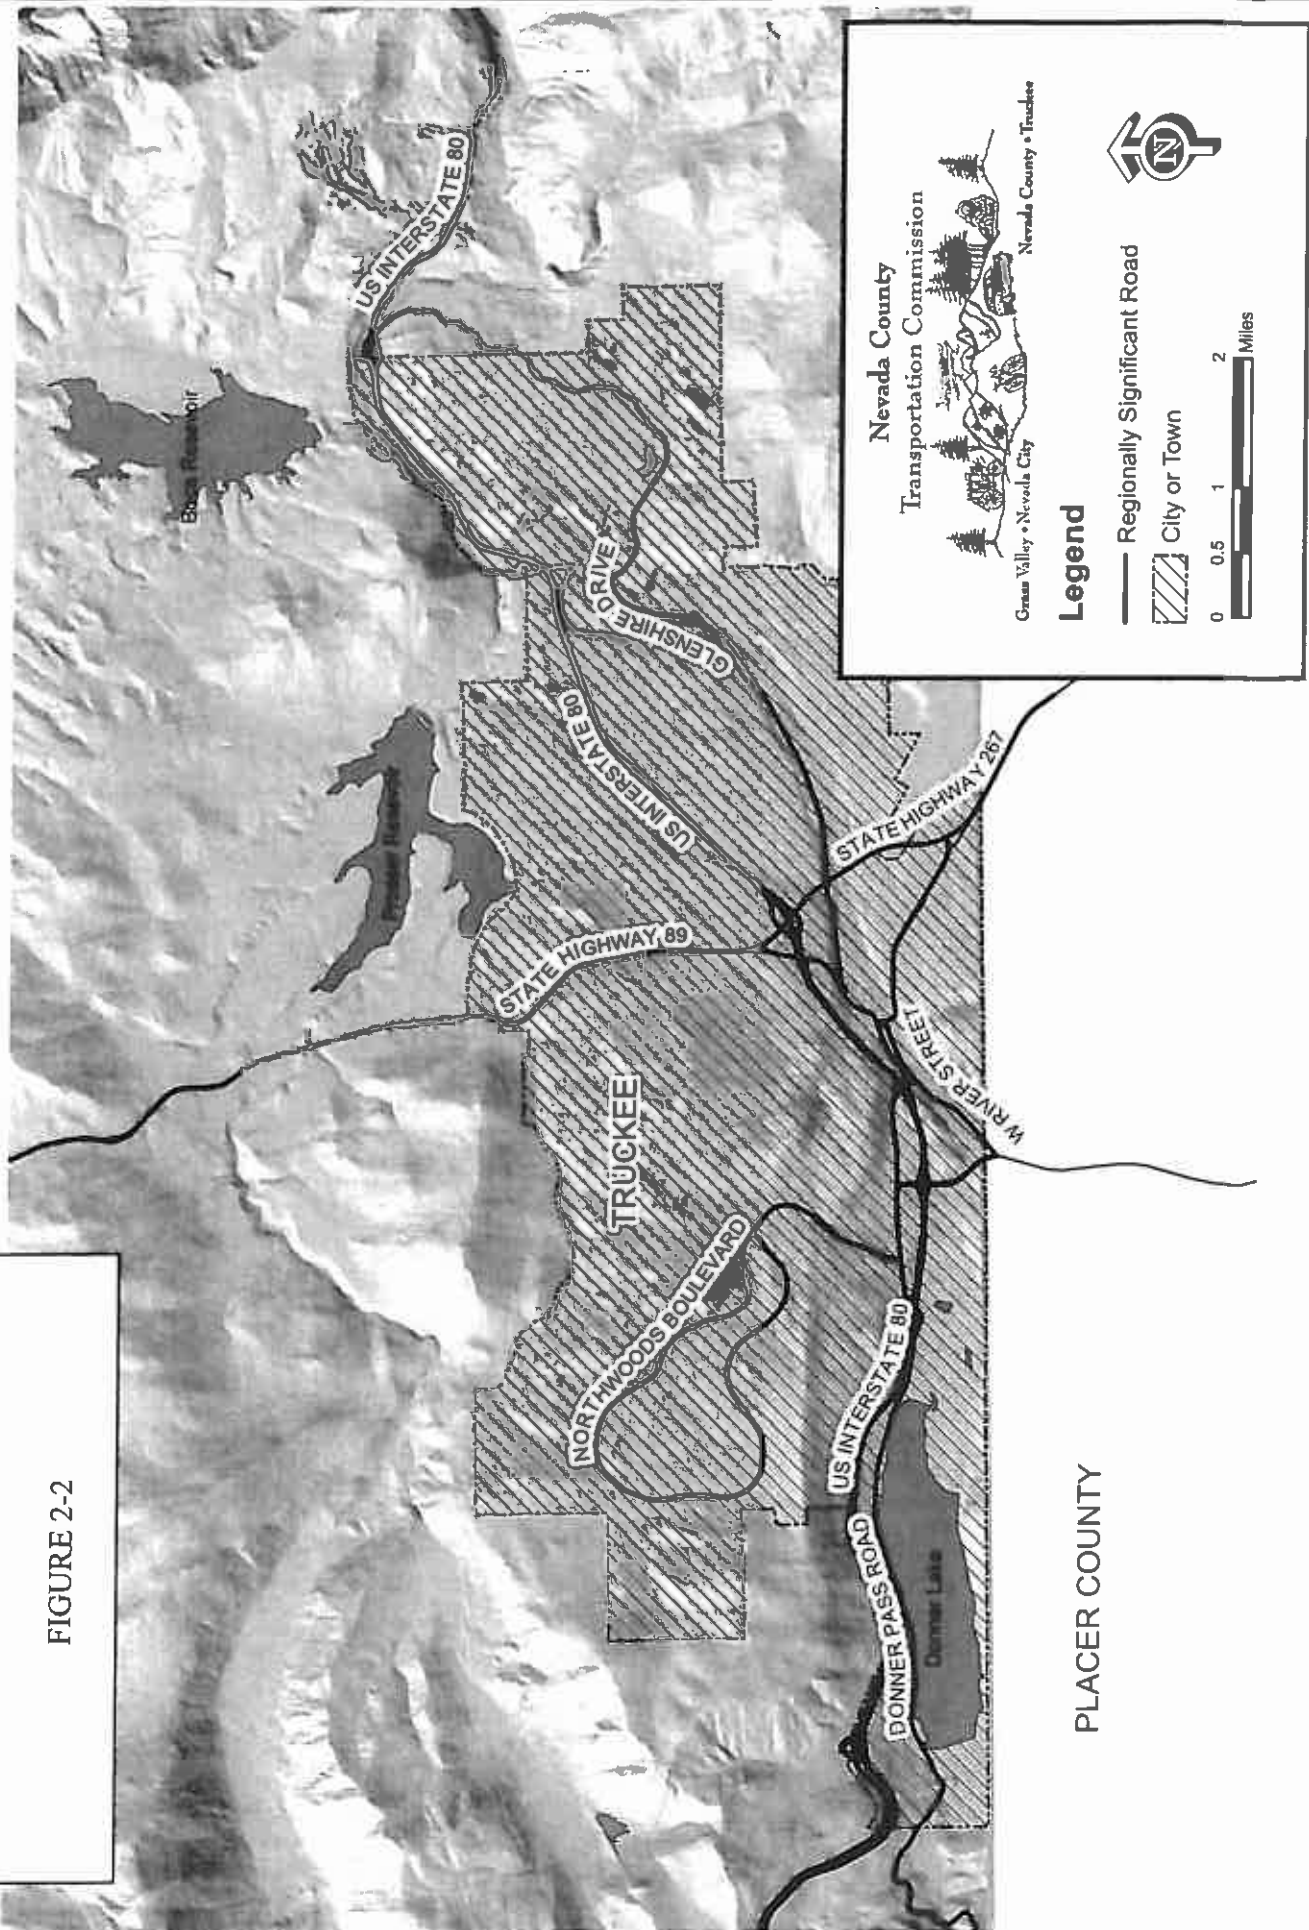 FIGURE 2-2
US INTERSTATE 80
Boca Reservoir
GLENSHIRE DRIVE
US INTERSTATE 80
STATE HIGHWAY 89
STATE HIGHWAY 267
TRUCKEE
W RIVER STREET
NORTHWOODS BOULEVARD
US INTERSTATE 80
DONNER PASS ROAD
Donner Lake
PLACER COUNTY
Nevada County
Transportation Commission
Grass Valley • Nevada City
Nevada County • Truckee
Legend
Regionally Significant Road
City or Town
0 0.5 1 2
Miles
N